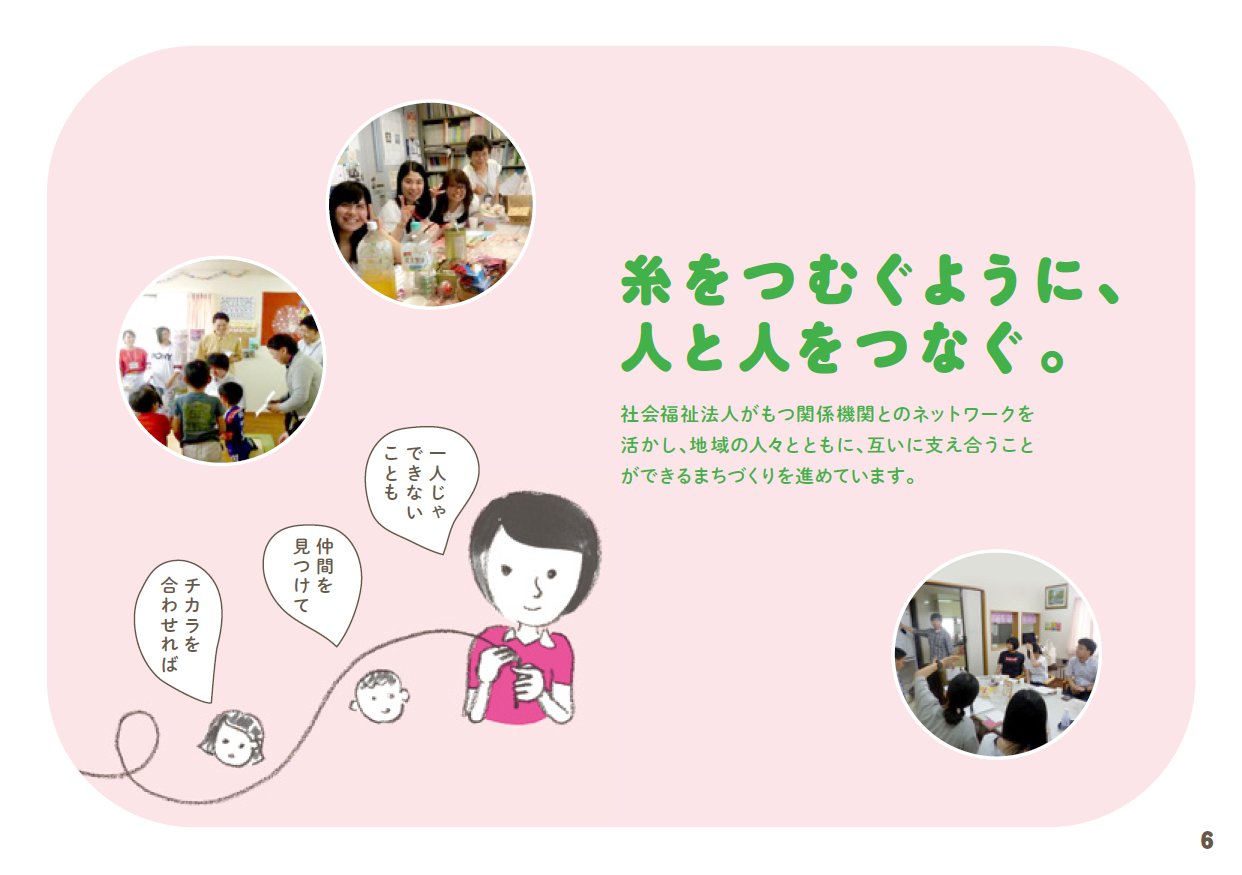 糸をつむぐように、
人と人をつなぐ。
社会福祉法人がもつ関係機関とのネットワークを
活かし、地域の人々とともに、互いに支え合うこと
ができるまちづくりを進めています。
一人じゃ
できない
ことも
仲間を
見つけて
チカラを
合わせれば
6